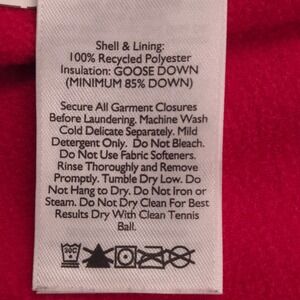 Shell & Lining:
100% Recycled Polyester
Insulation: GOOSE DOWN
(MINIMUM 85% DOWN)
Secure All Garment Closures
Before Laundering. Machine Wash
Cold Delicate Separately. Mild
Detergent Only. Do Not Bleach.
Do Not Use Fabric Softeners.
Rinse Thoroughly and Remove
Promptly. Tumble Dry Low. Do
Not Hang to Dry. Do Not Iron or
Steam. Do Not Dry Clean For Best
Results Dry With Clean Tennis
Ball.